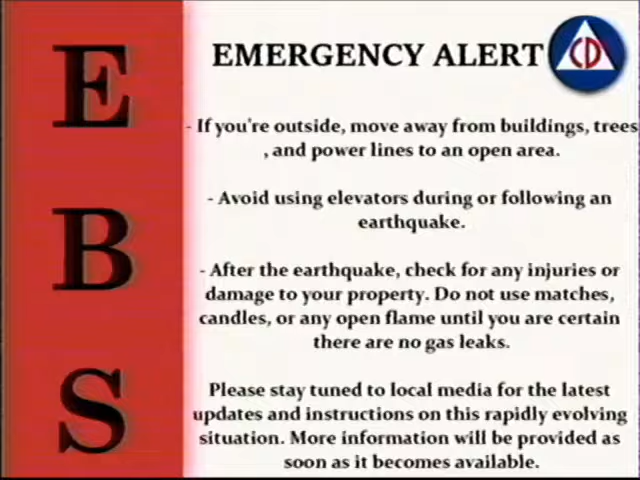 E
B
S
EMERGENCY ALERT
CD
- If you're outside, move away from buildings, trees
, and power lines to an open area.
- Avoid using elevators during or following an
earthquake.
- After the earthquake, check for any injuries or
damage to your property. Do not use matches,
candles, or any open flame until you are certain
there are no gas leaks.
Please stay tuned to local media for the latest
updates and instructions on this rapidly evolving
situation. More information will be provided as
soon as it becomes available.